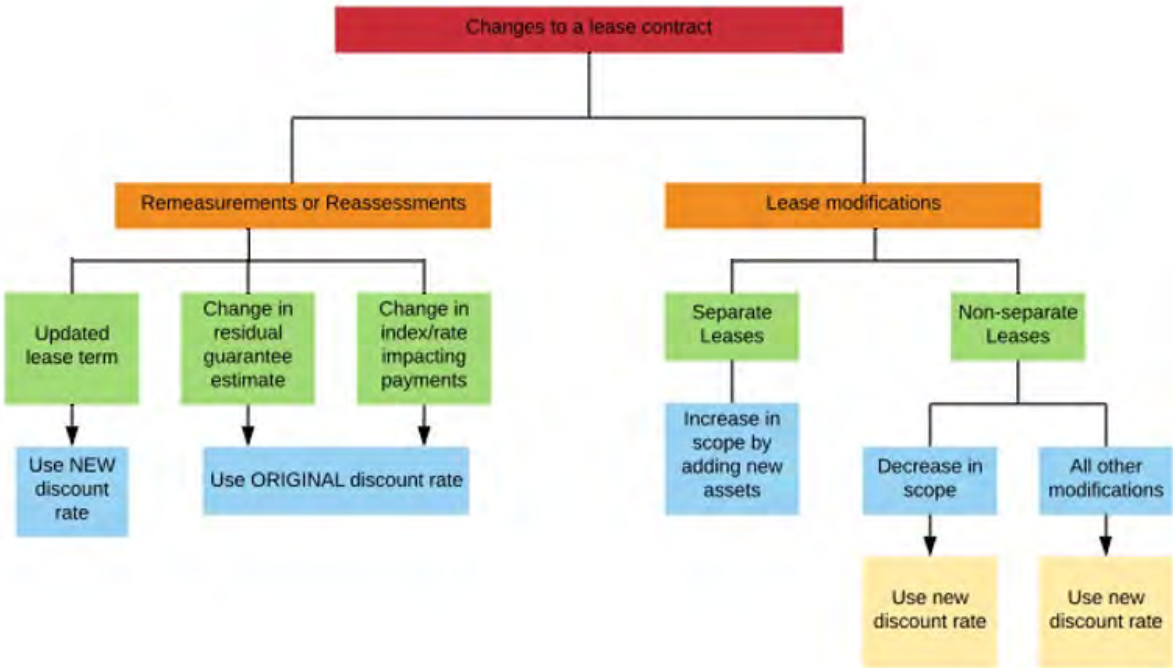 Changes to a lease contract
Remeasurements or Reassessments
Lease modifications
Updated
lease term
Change in
residual
guarantee
estimate
Change in
index/rate
impacting
payments
Separate
Leases
Non-separate
Leases
Use NEW
discount
rate
Use ORIGINAL discount rate
Increase in
scope by
adding new
assets
Decrease in
scope
All other
modifications
Use new
discount rate
Use new
discount rate